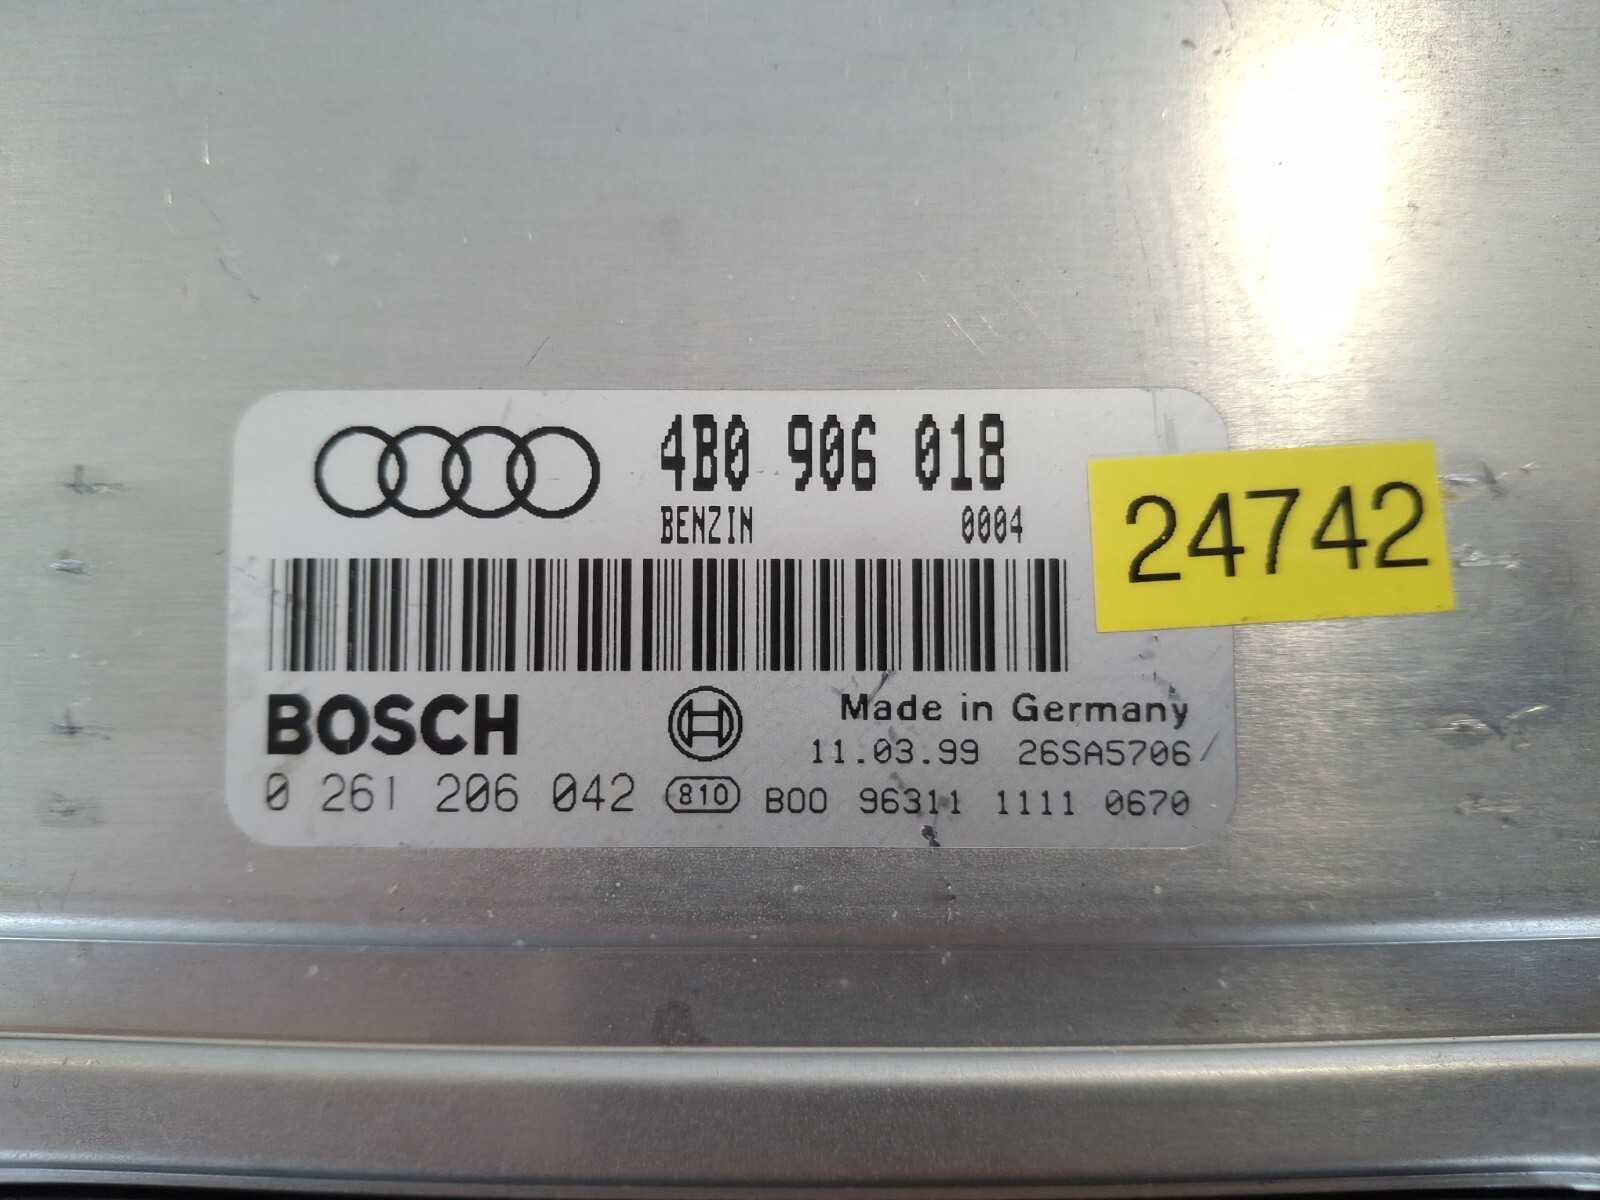 4B0 906 018
BENZIN 0004
24742
BOSCH
Made in Germany
11.03.99 26SA5706
0 261 206 042 810 B00 96311 1111 0670